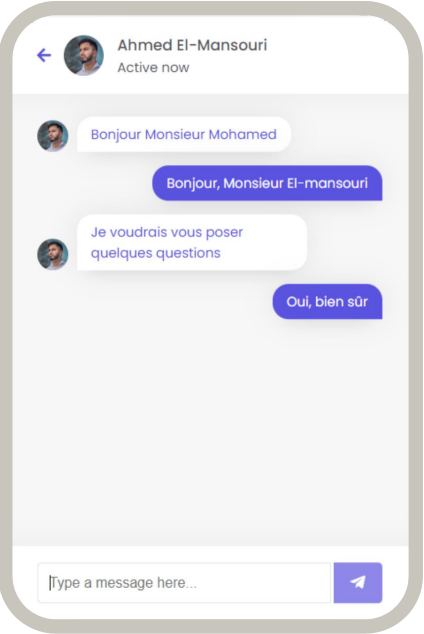 Ahmed El-Mansouri
Active now
Bonjour Monsieur Mohamed
Bonjour, Monsieur El-mansouri
Je voudrais vous poser
quelques questions
Oui, bien sûr
Type a message here...